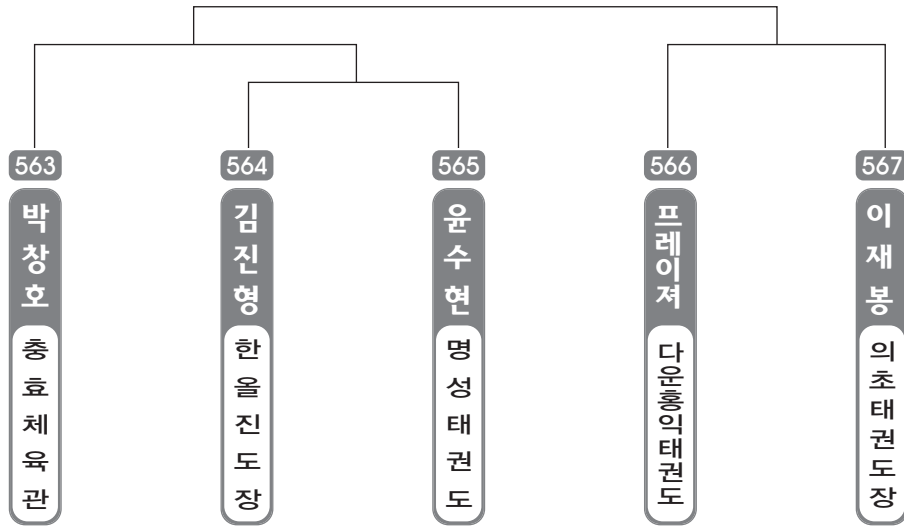 563
박창호
충효체육관
564
김진형
한올진도장
565
윤수현
명성태권도
566
프레이져
다운홍익태권도
567
이재봉
의초태권도장